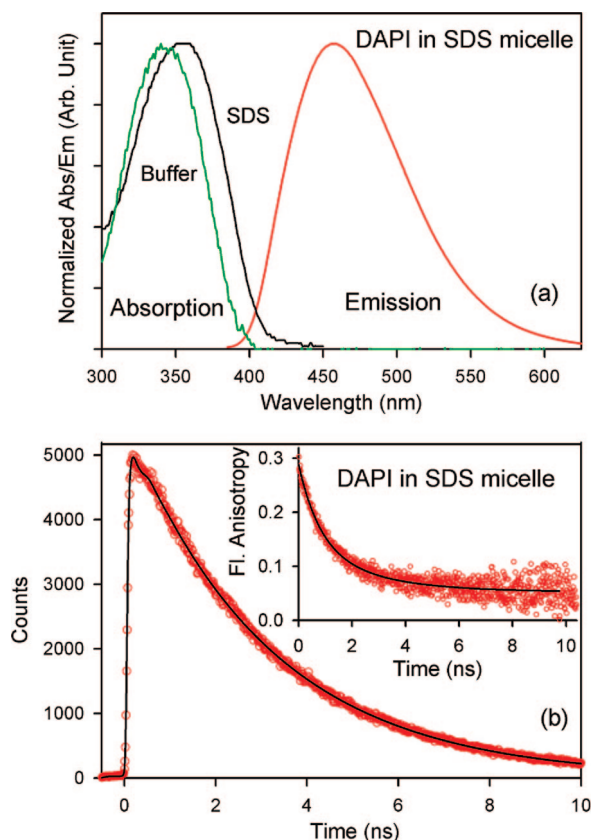 DAPI in SDS micelle
SDS
Buffer
Absorption
Emission
(a)
Normalized Abs/Em (Arb. Unit)
300 350 400 450 500 550 600
Wavelength (nm)
5000
4000
3000
2000
1000
0
Counts
0 2 4 6 8 10
Time (ns)
(b)
DAPI in SDS micelle
0.3
0.2
0.1
0.0
Fl. Anisotropy
0 2 4 6 8 10
Time (ns)